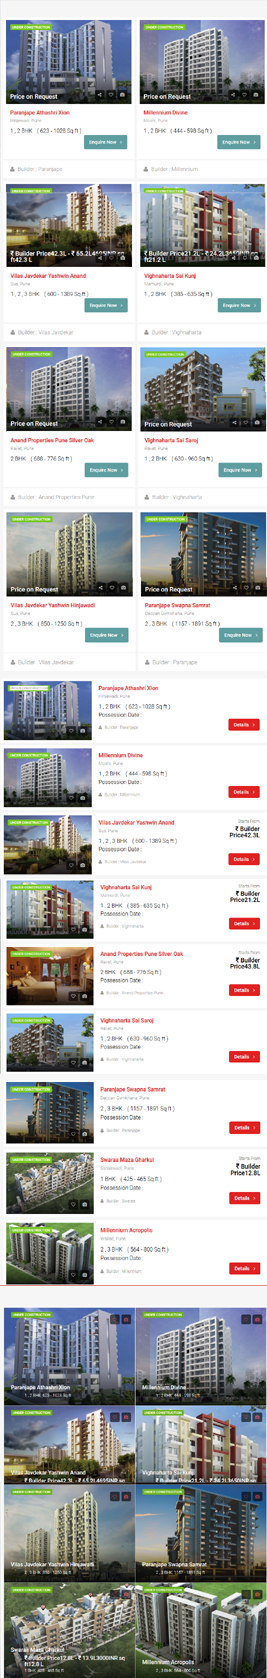 UNDER CONSTRUCTION
Price on Request
Paranjape Athashri Xion
Hinjawadi, Pune
1 , 2 BHK ( 623 - 1028 Sq ft )
Enquire Now
Builder : Paranjape
UNDER CONSTRUCTION
Price on Request
Millennium Divine
Moshi, Pune
1 , 2 BHK ( 444 - 598 Sq ft )
Enquire Now
Builder : Millennium
UNDER CONSTRUCTION
₹ Builder Price42.3L - ₹ 65.2L4695INR sq
ft42.3 L
Vilas Javdekar Yashwin Anand
Sus, Pune
1 , 2 , 3 BHK ( 600 - 1389 Sq ft )
Enquire Now
Builder : Vilas Javdekar
UNDER CONSTRUCTION
₹ Builder Price21.2L - ₹ 24.2L3650INR sq
ft21.2 L
Vighnaharta Sai Kunj
Mamurdi, Pune
1 , 2 BHK ( 385 - 635 Sq ft )
Enquire Now
Builder : Vighnaharta
UNDER CONSTRUCTION
Price on Request
Anand Properties Pune Silver Oak
Ravet, Pune
2 BHK ( 688 - 776 Sq ft )
Enquire Now
Builder : Anand Properties Pune
UNDER CONSTRUCTION
Price on Request
Vighnaharta Sai Saroj
Ravet, Pune
1 , 2 BHK ( 630 - 960 Sq ft )
Enquire Now
Builder : Vighnaharta
UNDER CONSTRUCTION
Price on Request
Vilas Javdekar Yashwin Hinjawadi
Sus, Pune
2 , 3 BHK ( 850 - 1250 Sq ft )
Enquire Now
Builder : Vilas Javdekar
UNDER CONSTRUCTION
Price on Request
Paranjape Swapna Samrat
Deccan Gymkhana, Pune
2 , 3 BHK ( 1157 - 1891 Sq ft )
Enquire Now
Builder : Paranjape
UNDER CONSTRUCTION
Paranjape Athashri Xion
Hinjawadi, Pune
1 , 2 BHK ( 623 - 1028 Sq ft )
Possession Date :
Details
Builder : Paranjape
UNDER CONSTRUCTION
Millennium Divine
Moshi, Pune
1 , 2 BHK ( 444 - 598 Sq ft )
Possession Date :
Details
Builder : Millennium
UNDER CONSTRUCTION
Vilas Javdekar Yashwin Anand
Sus, Pune
1 , 2 , 3 BHK ( 600 - 1389 Sq ft )
Possession Date :
Builder : Vilas Javdekar
Starts From
₹ Builder
Price42.3L
Details
UNDER CONSTRUCTION
Vighnaharta Sai Kunj
Mamurdi, Pune
1 , 2 BHK ( 385 - 635 Sq ft )
Possession Date :
Builder : Vighnaharta
Starts From
₹ Builder
Price21.2L
Details
UNDER CONSTRUCTION
Anand Properties Pune Silver Oak
Ravet, Pune
2 BHK ( 688 - 776 Sq ft )
Possession Date :
Builder : Anand Properties Pune
Starts From
₹ Builder
Price43.8L
Details
UNDER CONSTRUCTION
Vighnaharta Sai Saroj
Ravet, Pune
1 , 2 BHK ( 630 - 960 Sq ft )
Possession Date :
Details
Builder : Vighnaharta
UNDER CONSTRUCTION
Paranjape Swapna Samrat
Deccan Gymkhana, Pune
2 , 3 BHK ( 1157 - 1891 Sq ft )
Possession Date :
Details
Builder : Paranjape
UNDER CONSTRUCTION
Swaraa Maza Gharkul
Sonalwadi, Pune
1 BHK ( 425 - 465 Sq ft )
Possession Date :
Builder : Swaraa
Starts From
₹ Builder
Price12.8L
Details
UNDER CONSTRUCTION
Millennium Acropolis
Wakad, Pune
2 , 3 BHK ( 564 - 800 Sq ft )
Possession Date :
Details
Builder : Millennium
UNDER CONSTRUCTION
Paranjape Athashri Xion
1 , 2 BHK 623 - 1028 Sq ft
UNDER CONSTRUCTION
Millennium Divine
1 , 2 BHK 444 - 598 Sq ft
UNDER CONSTRUCTION
Vilas Javdekar Yashwin Anand
₹ Builder Price42.3L - ₹ 65.2L4695INR sq
UNDER CONSTRUCTION
Vighnaharta Sai Kunj
₹ Builder Price21.2L - ₹ 24.2L3650INR sq
UNDER CONSTRUCTION
Vilas Javdekar Yashwin Hinjawadi
2 , 3 BHK 850 - 1250 Sq ft
UNDER CONSTRUCTION
Paranjape Swapna Samrat
2 , 3 BHK 1157 - 1891 Sq ft
UNDER CONSTRUCTION
Swaraa Maza Gharkul
₹ Builder Price12.8L - ₹ 13.9L3000INR sq
ft12.8 L
1 BHK 425 - 465 Sq ft
UNDER CONSTRUCTION
Millennium Acropolis
2 , 3 BHK 564 - 800 Sq ft